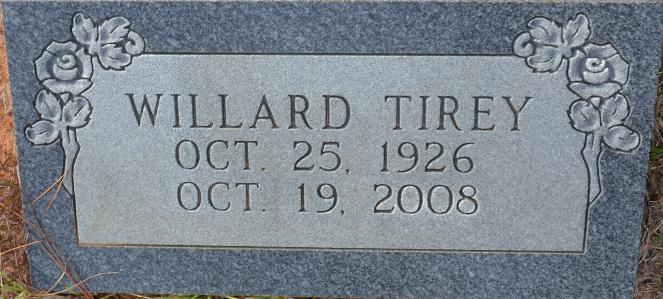 WILLARD TIREY
OCT. 25, 1926
OCT. 19, 2008